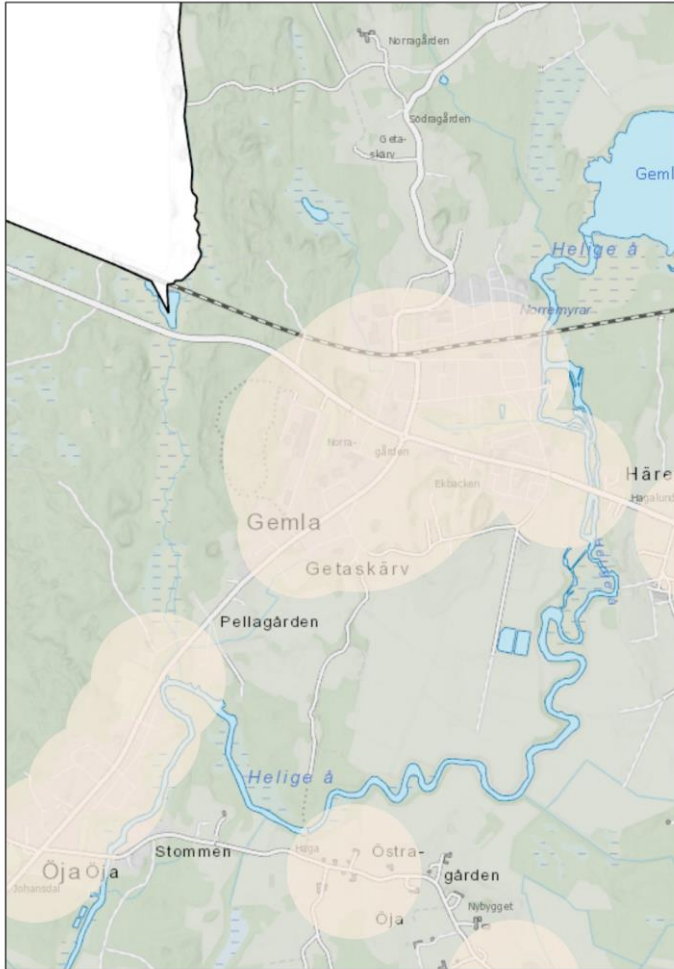 Norragården
Södragården
Geta-
skärv
Geml
Helige å
Norremyrar
Norra-
gården
Ekbacken
Häre
Hagalund
Gemla
Getaskärv
Pellagården
Helige å
Stommen
Haga
Östra-
gården
Öja Öja
Johansdal
Öja
Nybygget